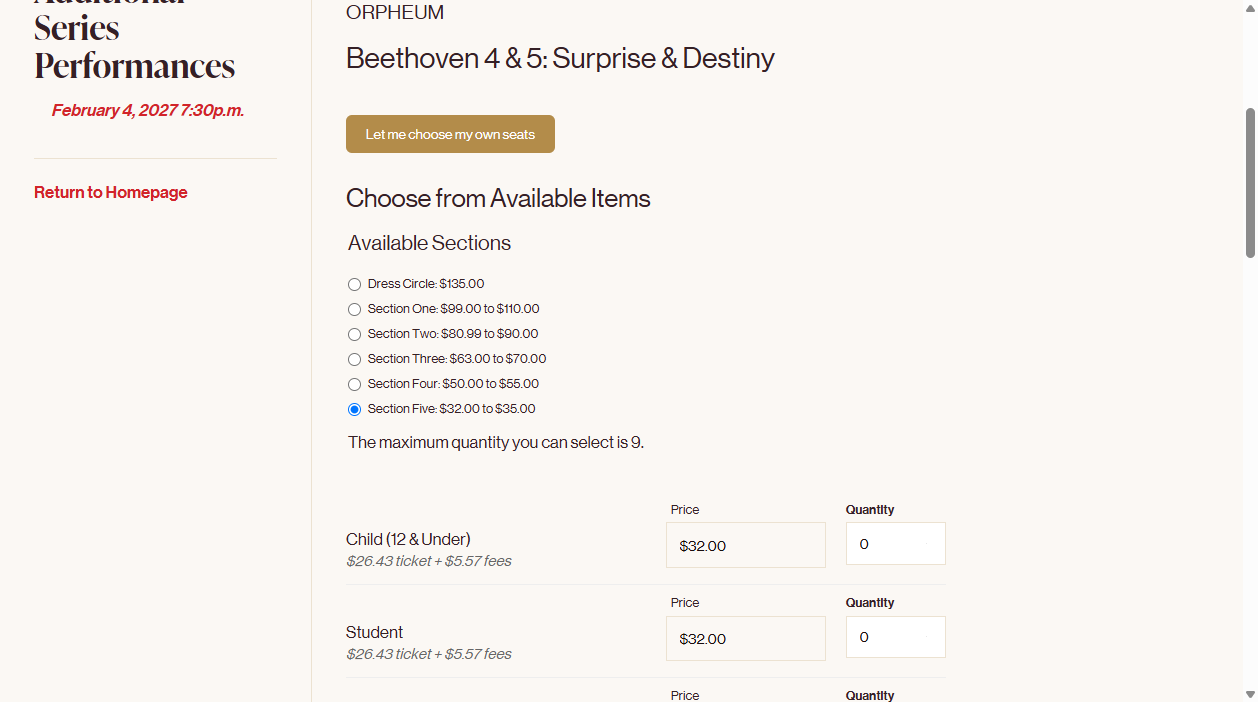 Additional
Series
Performances
February 4, 2027 7:30p.m.
Return to Homepage
ORPHEUM
Beethoven 4 & 5: Surprise & Destiny
Let me choose my own seats
Choose from Available Items
Available Sections
Dress Circle: $135.00
Section One: $99.00 to $110.00
Section Two: $80.99 to $90.00
Section Three: $63.00 to $70.00
Section Four: $50.00 to $55.00
Section Five: $32.00 to $35.00
The maximum quantity you can select is 9.
Price Quantity
Child (12 & Under) $32.00 0
$26.43 ticket + $5.57 fees
Price Quantity
Student $32.00 0
$26.43 ticket + $5.57 fees
Price Quantity